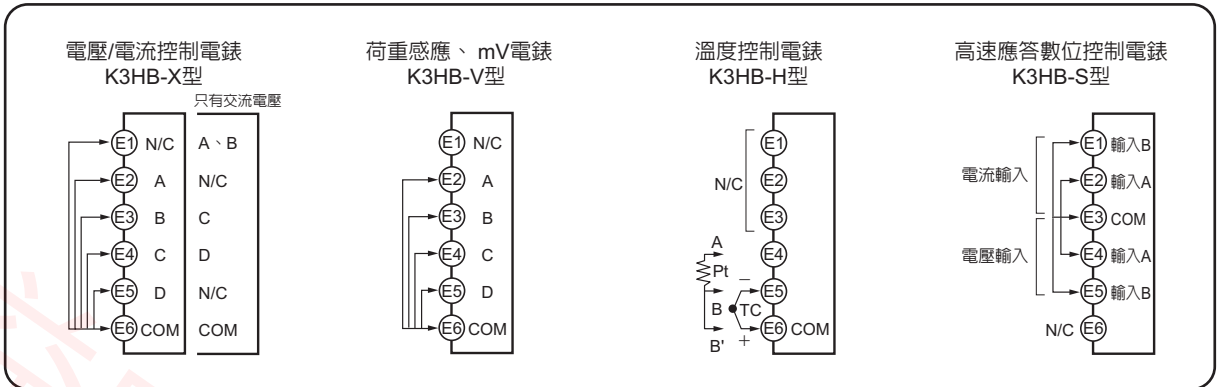 電壓/電流控制電錶
K3HB-X型
只有交流電壓
E1 N/C A、B
E2 A N/C
E3 B C
E4 C D
E5 D N/C
E6 COM COM
荷重感應、mV電錶
K3HB-V型
E1 N/C
E2 A
E3 B
E4 C
E5 D
E6 COM
溫度控制電錶
K3HB-H型
E1
N/C E2
E3
A E4
Pt
− E5
B TC
E6 COM
B' +
高速應答數位控制電錶
K3HB-S型
E1 輸入B
電流輸入 E2 輸入A
E3 COM
電壓輸入 E4 輸入A
E5 輸入B
N/C E6